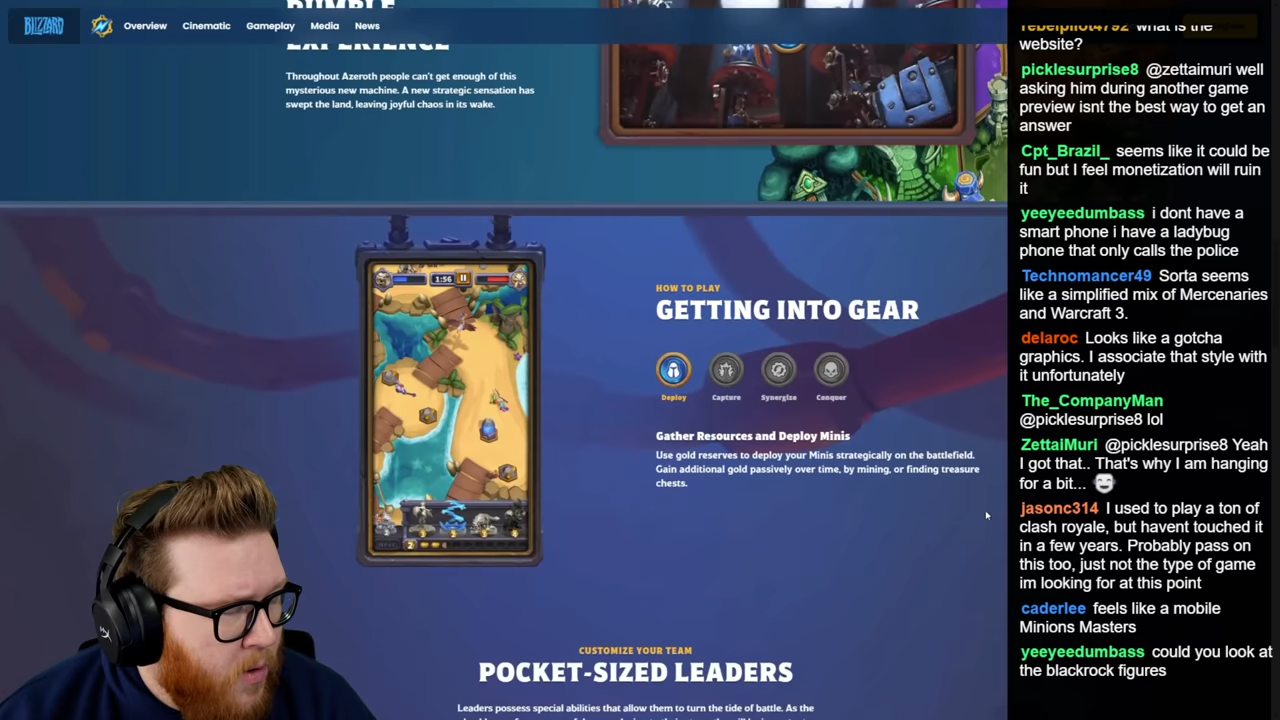 BLIZZARD
Overview
Cinematic
Gameplay
Media
News
RUMBLE
EXPERIENCE
Throughout Azeroth people can't get enough of this
mysterious new machine. A new strategic sensation has
swept the land, leaving joyful chaos in its wake.
1:56
HOW TO PLAY
GETTING INTO GEAR
Deploy
Capture
Synergize
Conquer
Gather Resources and Deploy Minis
Use gold reserves to deploy your Minis strategically on the battlefield.
Gain additional gold passively over time, by mining, or finding treasure
chests.
2
CUSTOMIZE YOUR TEAM
POCKET-SIZED LEADERS
Leaders possess special abilities that allow them to turn the tide of battle. As the
rebelpilot4792 what is the
website?
picklesurprise8 @zettaimuri well
asking him during another game
preview isnt the best way to get an
answer
Cpt_Brazil_ seems like it could be
fun but I feel monetization will ruin
it
yeeyeedumbass i dont have a
smart phone i have a ladybug
phone that only calls the police
Technomancer49 Sorta seems
like a simplified mix of Mercenaries
and Warcraft 3.
delaroc Looks like a gotcha
graphics. I associate that style with
it unfortunately
The_CompanyMan
@picklesurprise8 lol
ZettaiMuri @picklesurprise8 Yeah
I got that.. That's why I am hanging
for a bit...
jasonc314 I used to play a ton of
clash royale, but havent touched it
in a few years. Probably pass on
this too, just not the type of game
im looking for at this point
caderlee feels like a mobile
Minions Masters
yeeyeedumbass could you look at
the blackrock figures